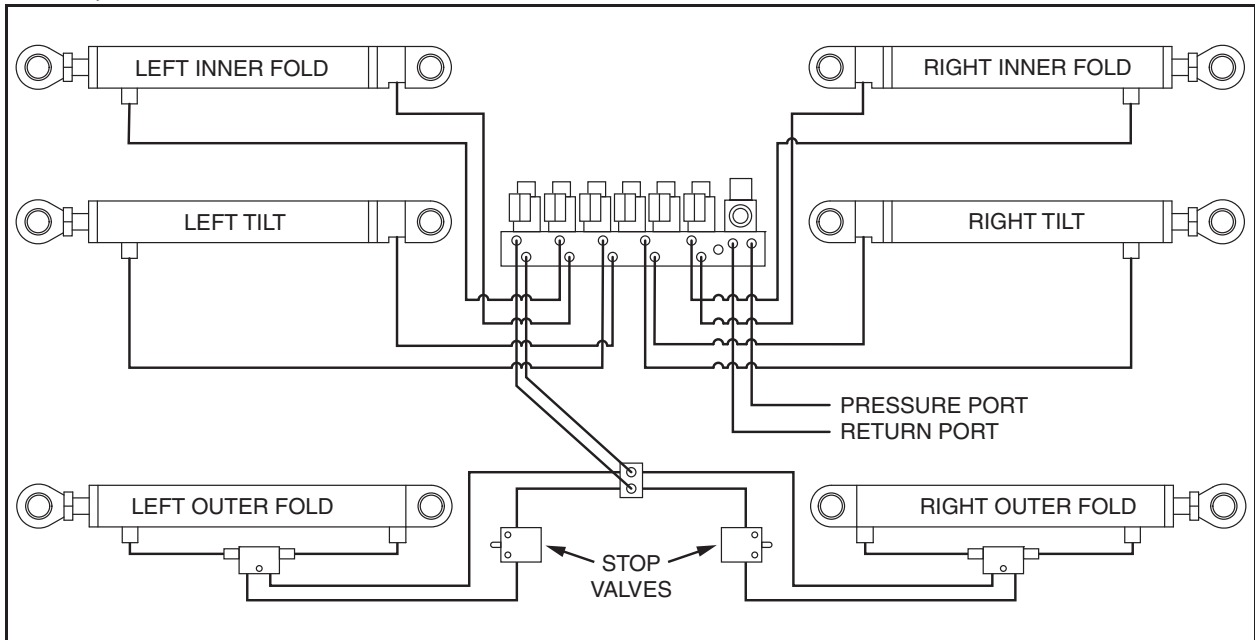 LEFT INNER FOLD
RIGHT INNER FOLD
LEFT TILT
RIGHT TILT
PRESSURE PORT
RETURN PORT
LEFT OUTER FOLD
RIGHT OUTER FOLD
STOP
VALVES